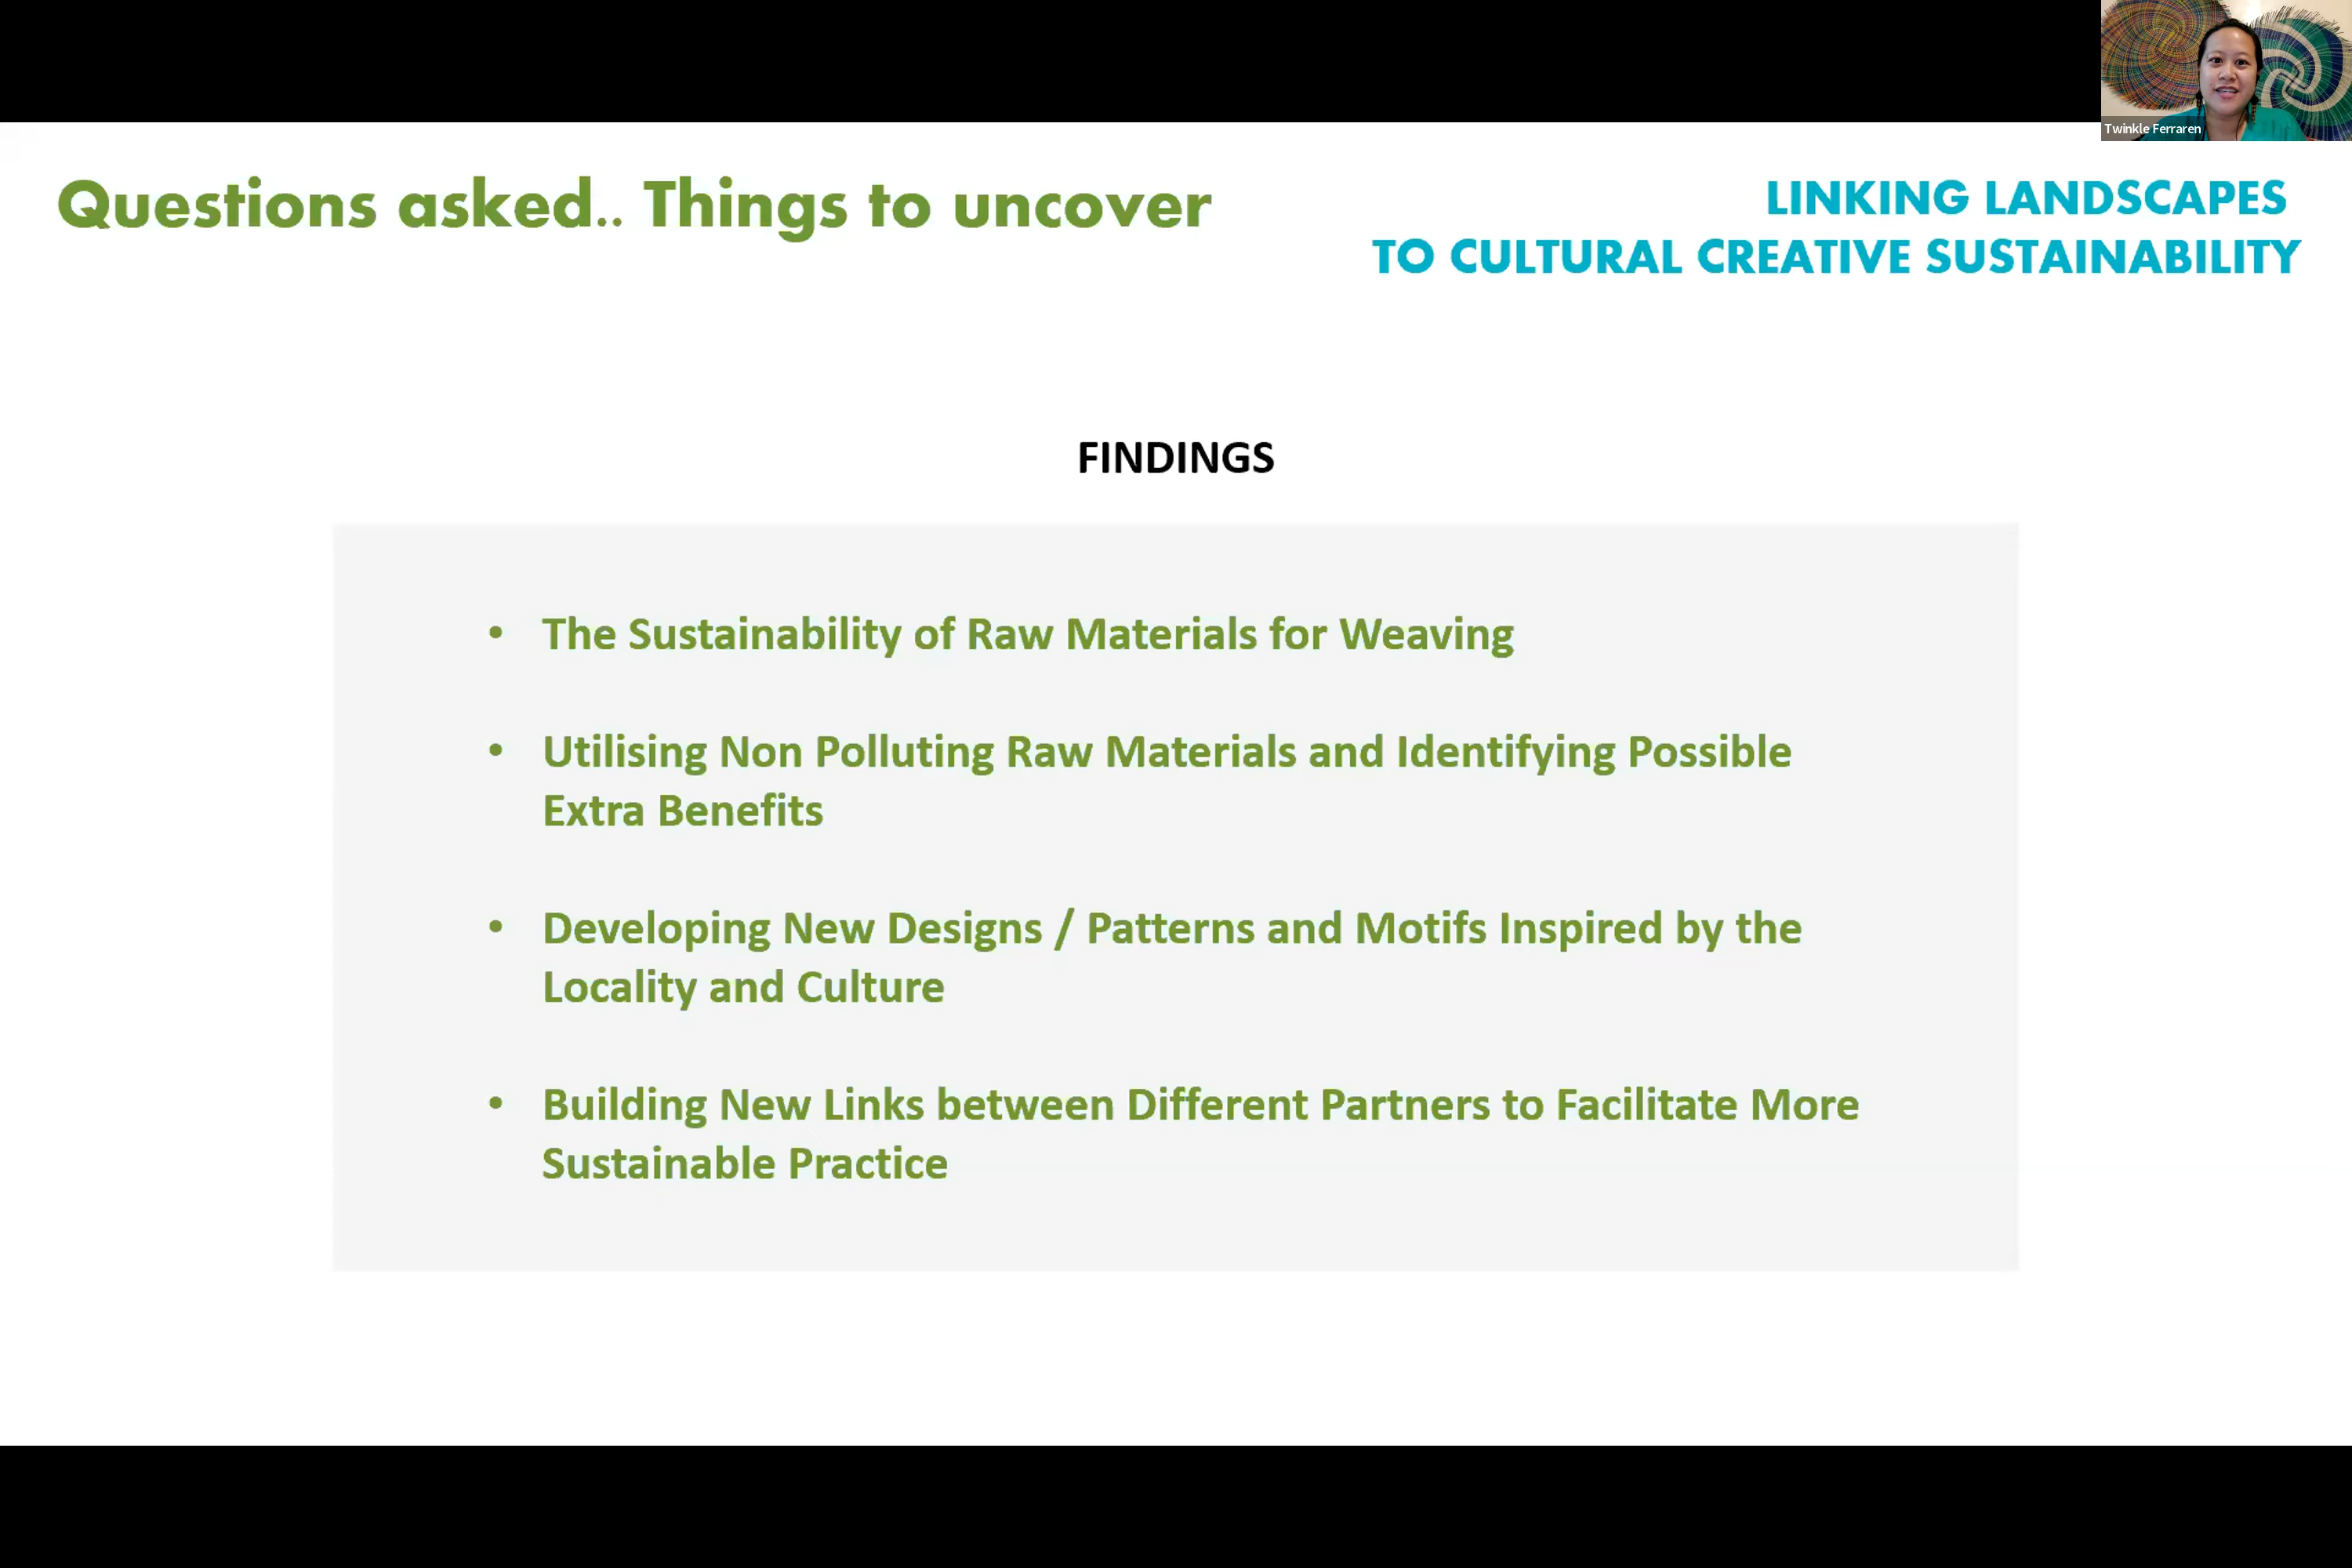 Twinkle Ferraren
Questions asked.. Things to uncover
LINKING LANDSCAPES
TO CULTURAL CREATIVE SUSTAINABILITY
FINDINGS
• The Sustainability of Raw Materials for Weaving
• Utilising Non Polluting Raw Materials and Identifying Possible
Extra Benefits
• Developing New Designs / Patterns and Motifs Inspired by the
Locality and Culture
• Building New Links between Different Partners to Facilitate More
Sustainable Practice